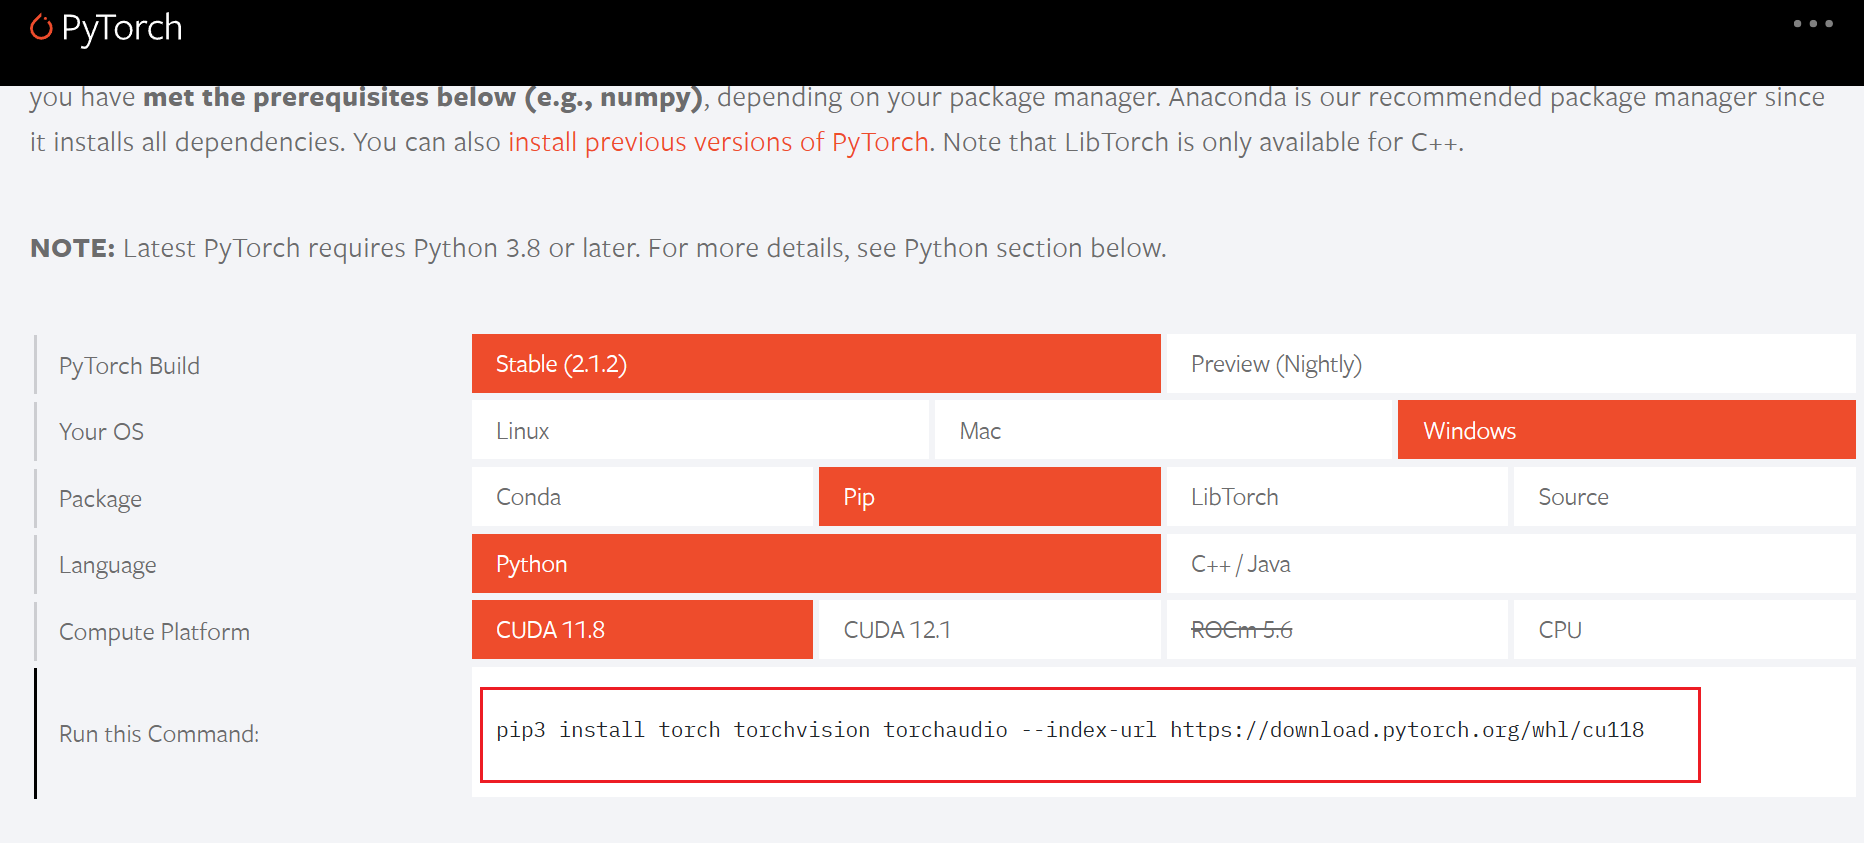 PyTorch
you have met the prerequisites below (e.g., numpy), depending on your package manager. Anaconda is our recommended package manager since
it installs all dependencies. You can also install previous versions of PyTorch. Note that LibTorch is only available for C++.
NOTE: Latest PyTorch requires Python 3.8 or later. For more details, see Python section below.
PyTorch Build Stable (2.1.2) Preview (Nightly)
Your OS Linux Mac Windows
Package Conda Pip LibTorch Source
Language Python C++ / Java
Compute Platform CUDA 11.8 CUDA 12.1 ROCm 5.6 CPU
Run this Command: pip3 install torch torchvision torchaudio --index-url https://download.pytorch.org/whl/cu118